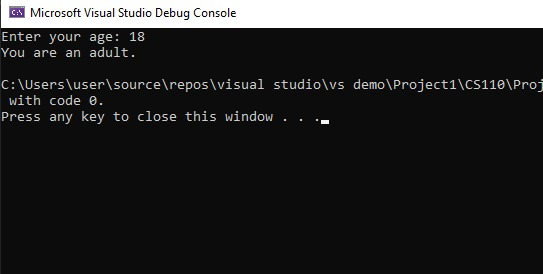 Microsoft Visual Studio Debug Console
Enter your age: 18
You are an adult.
C:\Users\user\source\repos\visual studio\vs demo\Project1\CS110\Proj
with code 0.
Press any key to close this window . . .